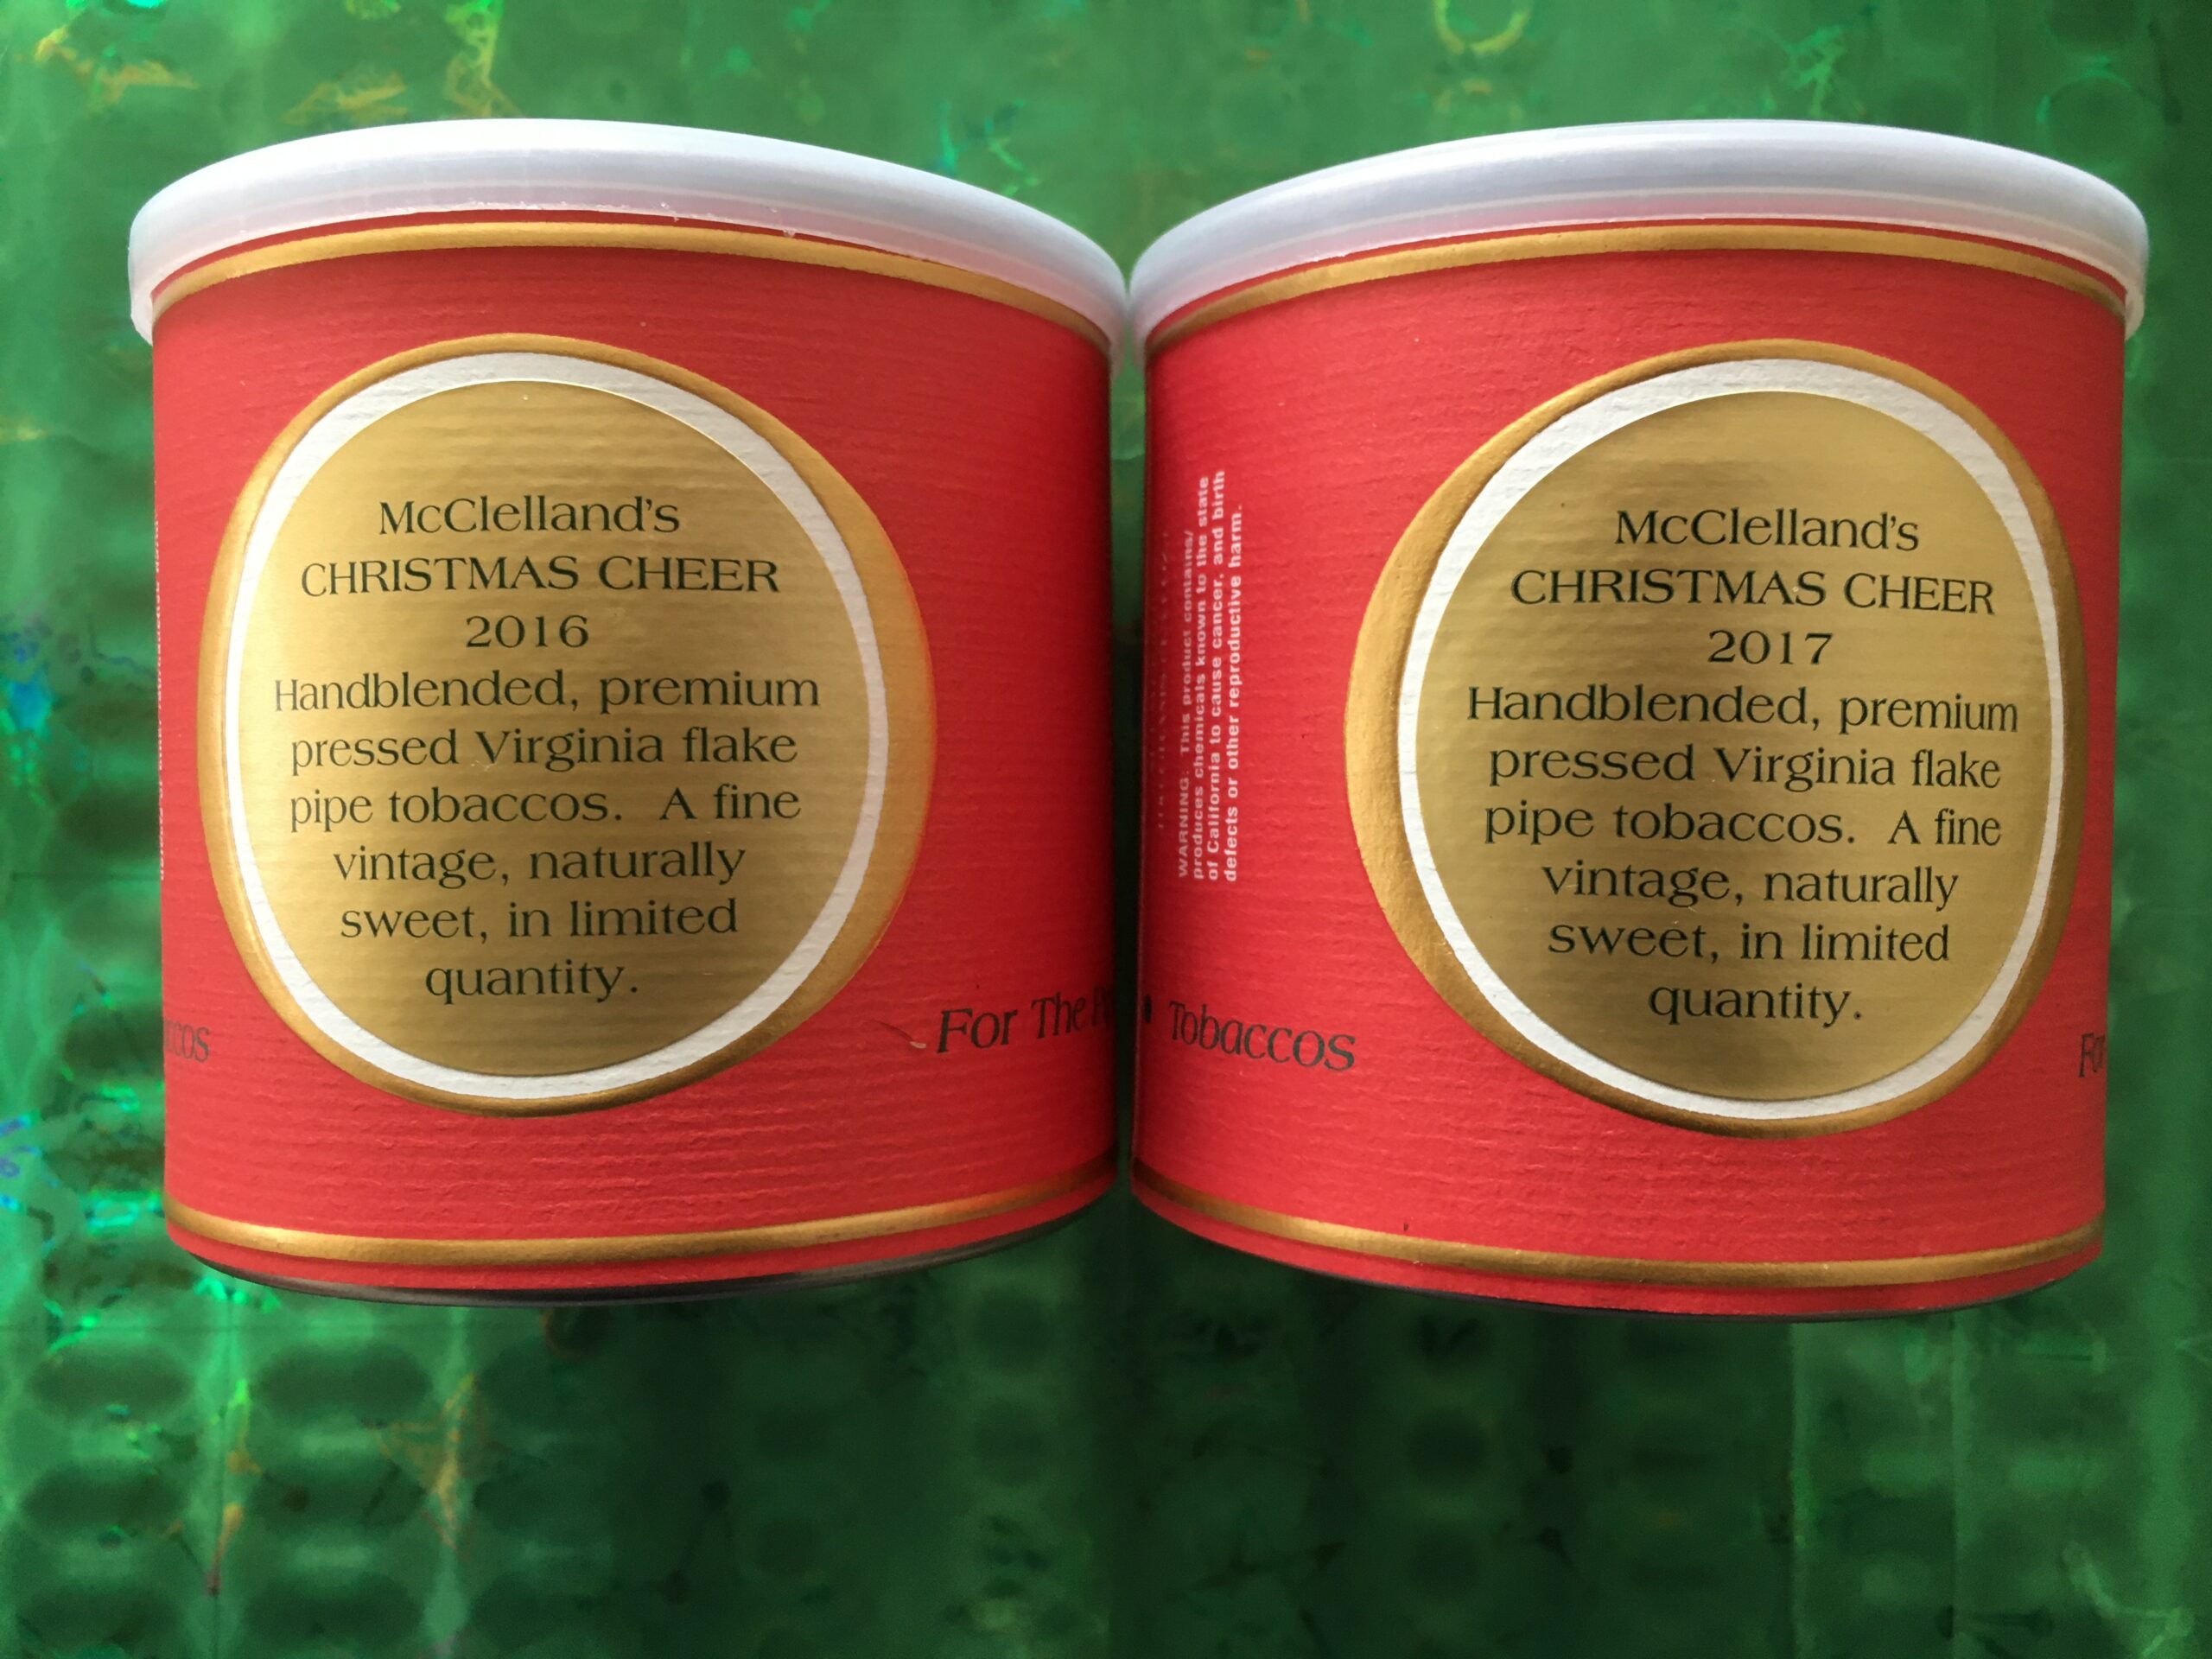 McClelland's
CHRISTMAS CHEER
2016
Handblended, premium
pressed Virginia flake
pipe tobaccos. A fine
vintage, naturally
sweet, in limited
quantity.
For The
WARNING: This product contains/
produces chemicals known to the state
of California to cause cancer, and birth
defects or other reproductive harm.
Tobaccos
McClelland's
CHRISTMAS CHEER
2017
Handblended, premium
pressed Virginia flake
pipe tobaccos. A fine
vintage, naturally
sweet, in limited
quantity.